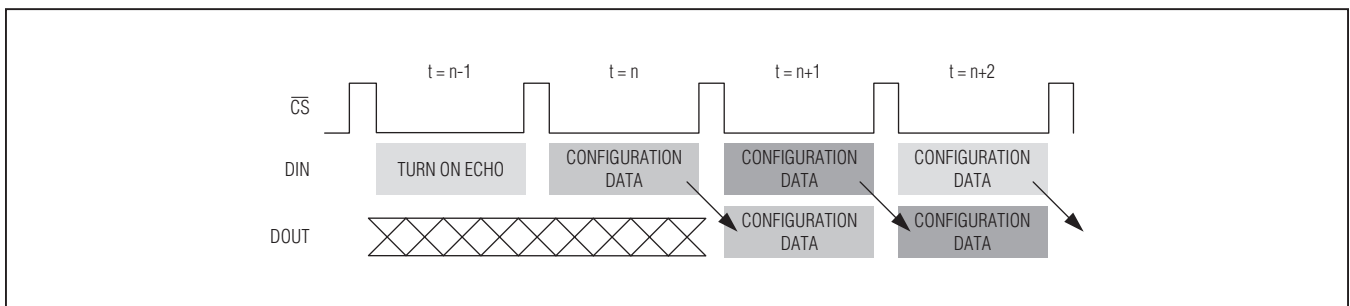 t = n-1
t = n
t = n+1
t = n+2
CS
DIN
TURN ON ECHO
CONFIGURATION
DATA
CONFIGURATION
DATA
CONFIGURATION
DATA
DOUT
CONFIGURATION
DATA
CONFIGURATION
DATA